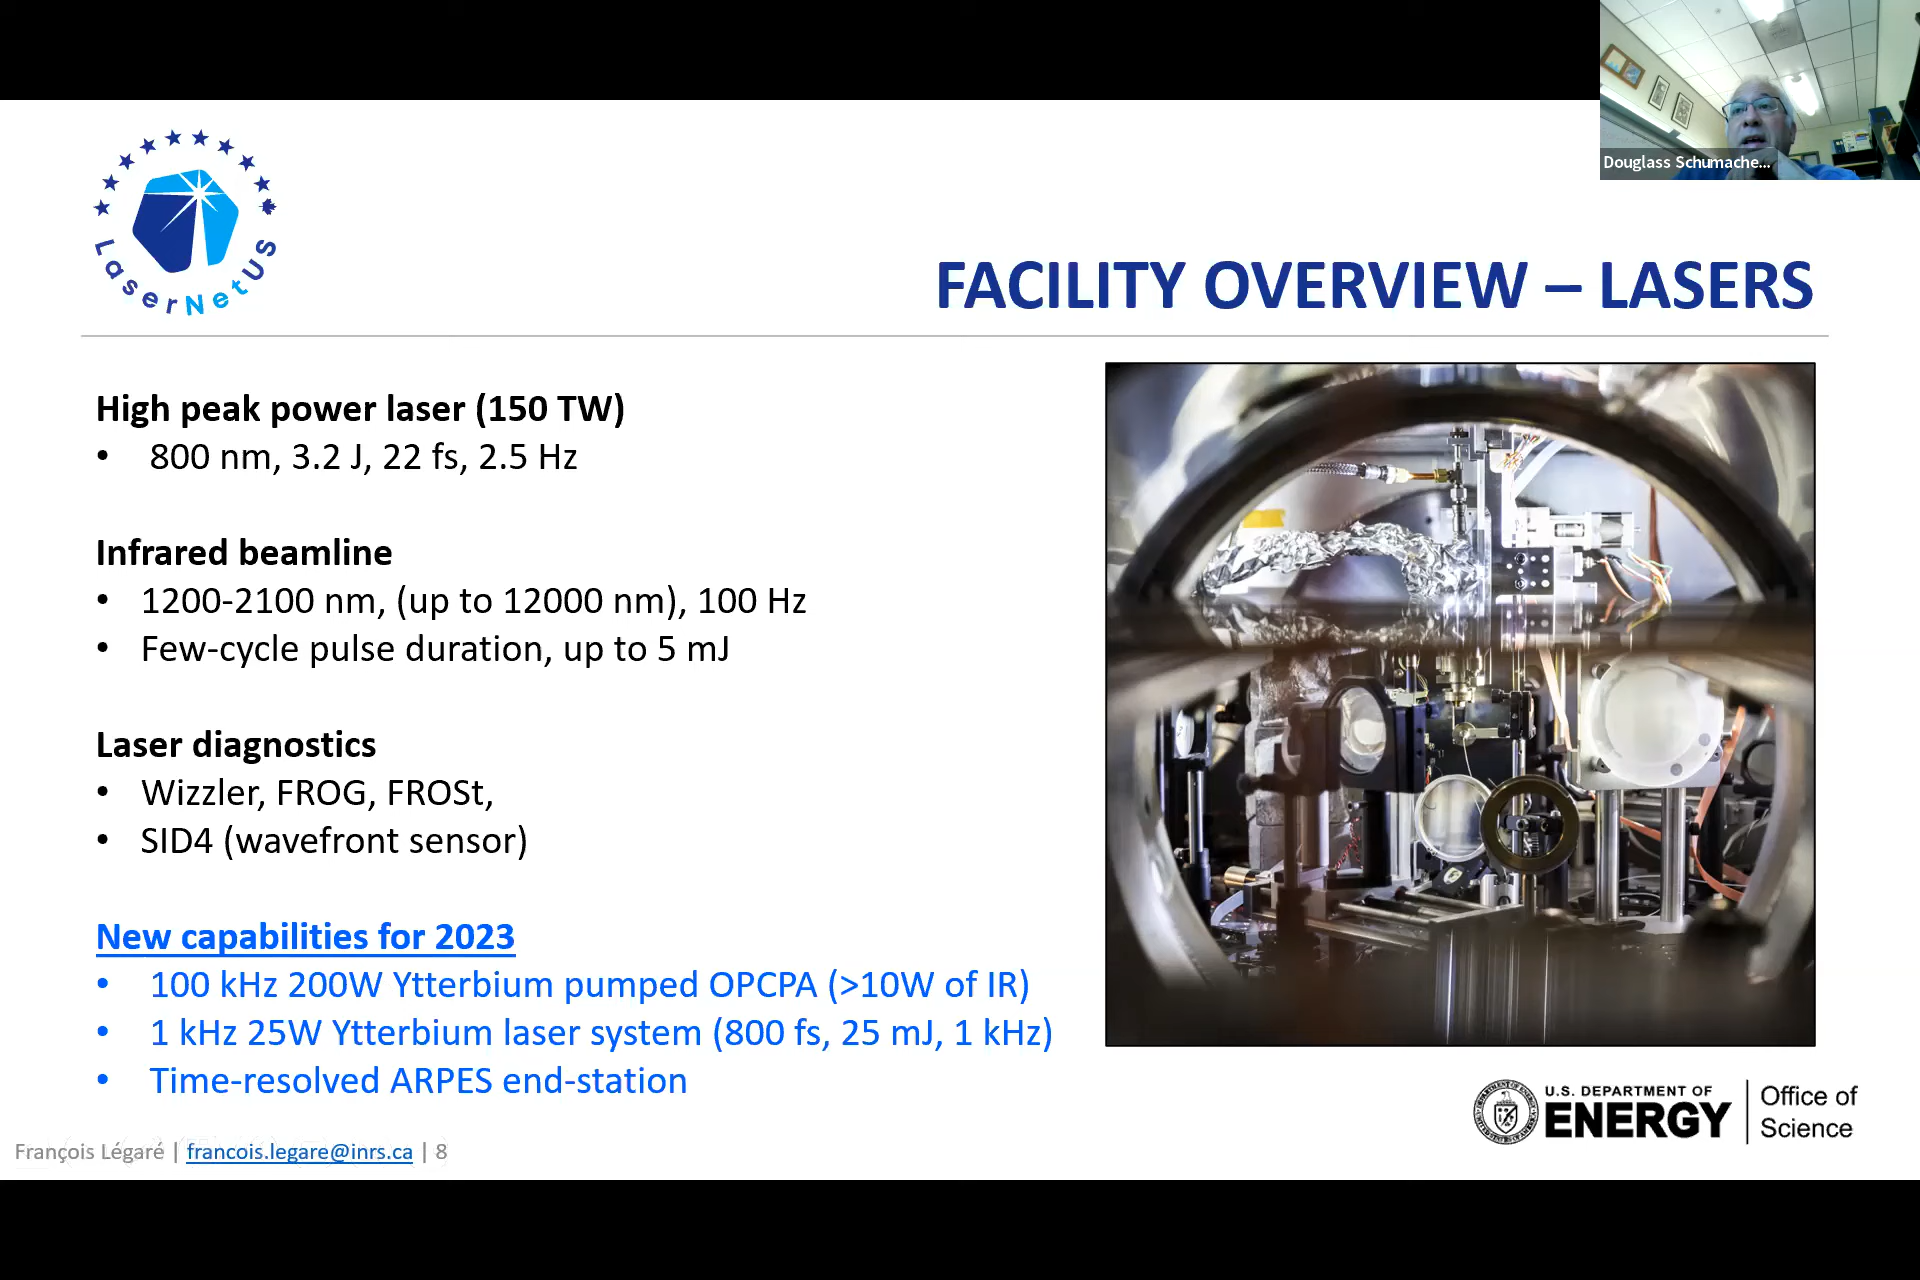 Douglass Schumache...
LaserNetUS
FACILITY OVERVIEW – LASERS
High peak power laser (150 TW)
• 800 nm, 3.2 J, 22 fs, 2.5 Hz
Infrared beamline
• 1200-2100 nm, (up to 12000 nm), 100 Hz
• Few-cycle pulse duration, up to 5 mJ
Laser diagnostics
• Wizzler, FROG, FROSt,
• SID4 (wavefront sensor)
New capabilities for 2023
• 100 kHz 200W Ytterbium pumped OPCPA (>10W of IR)
• 1 kHz 25W Ytterbium laser system (800 fs, 25 mJ, 1 kHz)
• Time-resolved ARPES end-station
U.S. DEPARTMENT OF
ENERGY
Office of
Science
François Légaré | francois.legare@inrs.ca | 8